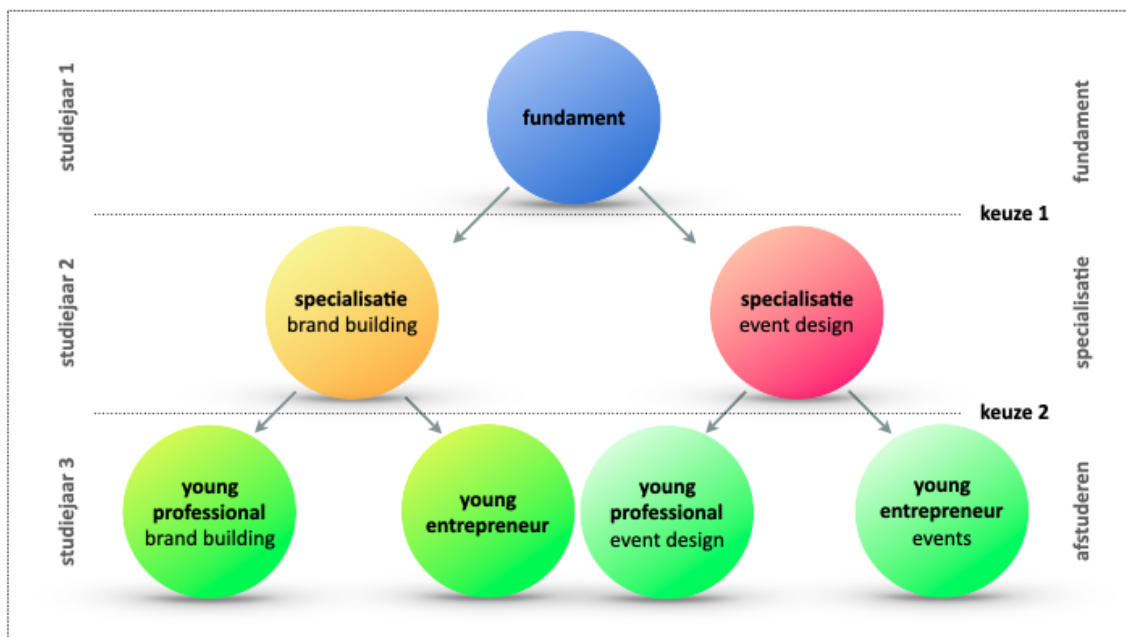 studiejaar 1
fundament
fundament
keuze 1
studiejaar 2
specialisatie
brand building
specialisatie
event design
specialisatie
keuze 2
studiejaar 3
young
professional
brand building
young
entrepreneur
young
professional
event design
young
entrepreneur
events
afstuderen